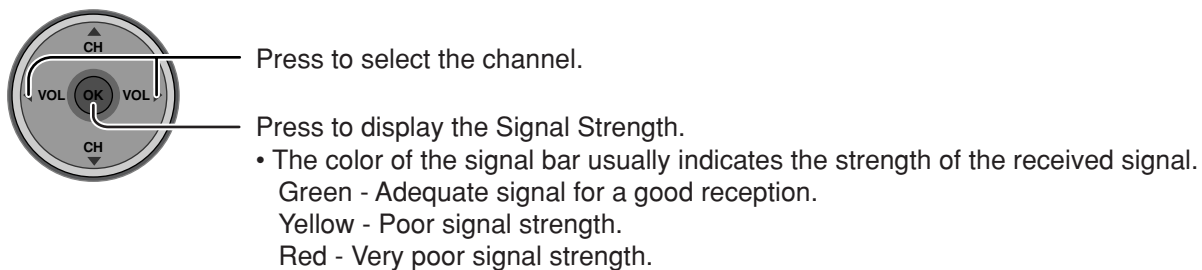 CH
VOL OK VOL
CH
Press to select the channel.
Press to display the Signal Strength.
• The color of the signal bar usually indicates the strength of the received signal.
Green - Adequate signal for a good reception.
Yellow - Poor signal strength.
Red - Very poor signal strength.